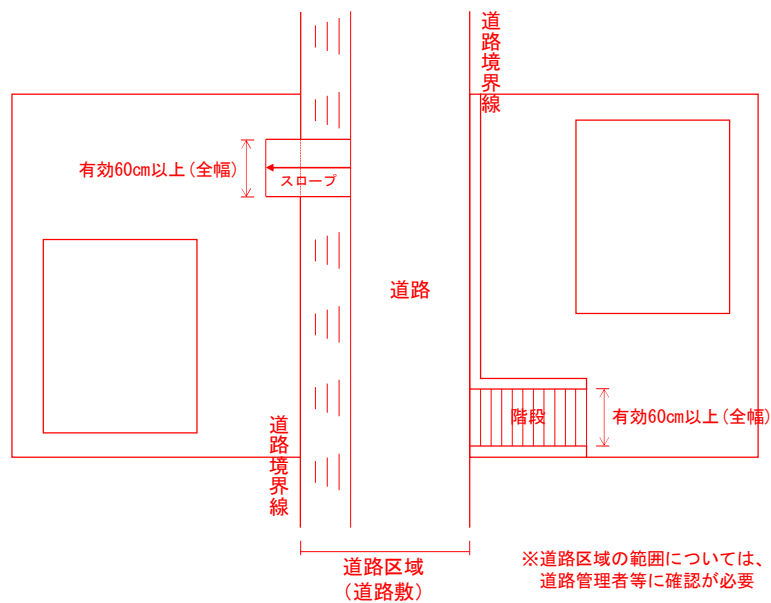 道路境界線
有効60cm以上(全幅)
スロープ
道路
階段
有効60cm以上(全幅)
道路境界線
道路区域
(道路敷)
※道路区域の範囲については、
道路管理者等に確認が必要